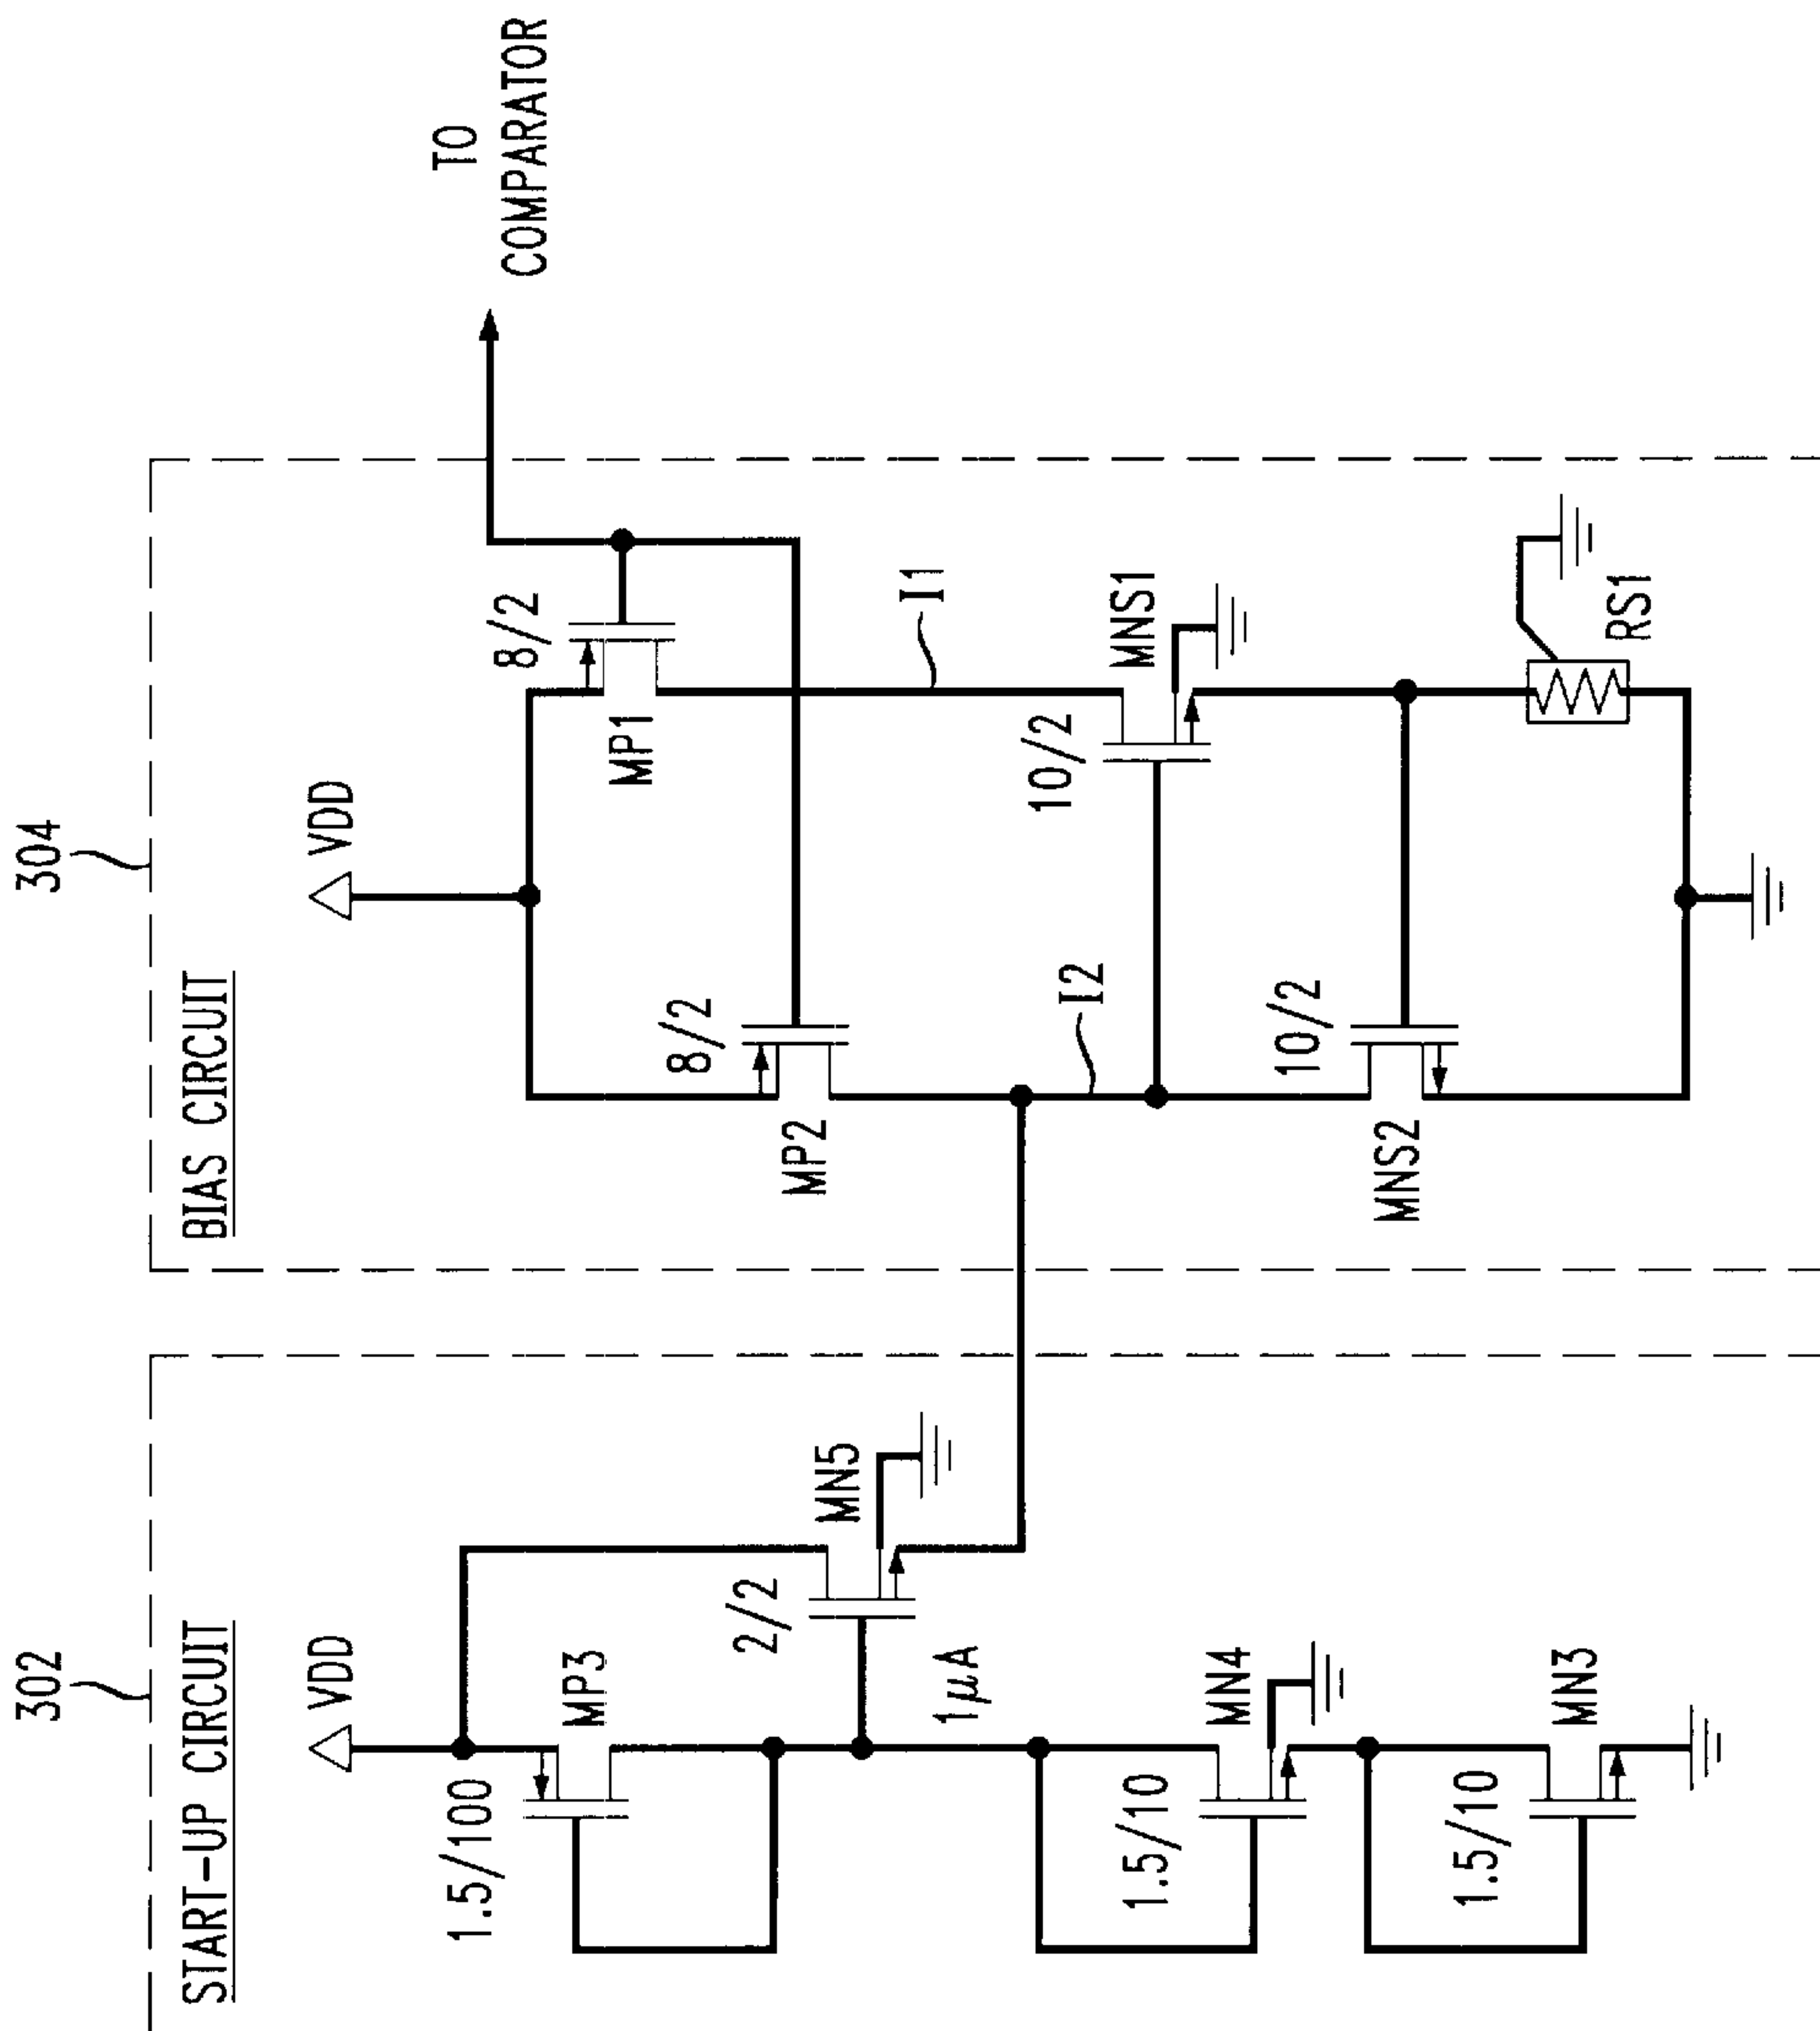 302
START-UP CIRCUIT
VDD
1.5/100
MP3
2/2
MN5
1μA
1.5/10
MN4
1.5/10
MN3
304
BIAS CIRCUIT
VDD
8/2
MP2
8/2
MP1
TO
COMPARATOR
I1
I2
10/2
MNS1
10/2
MNS2
RS1